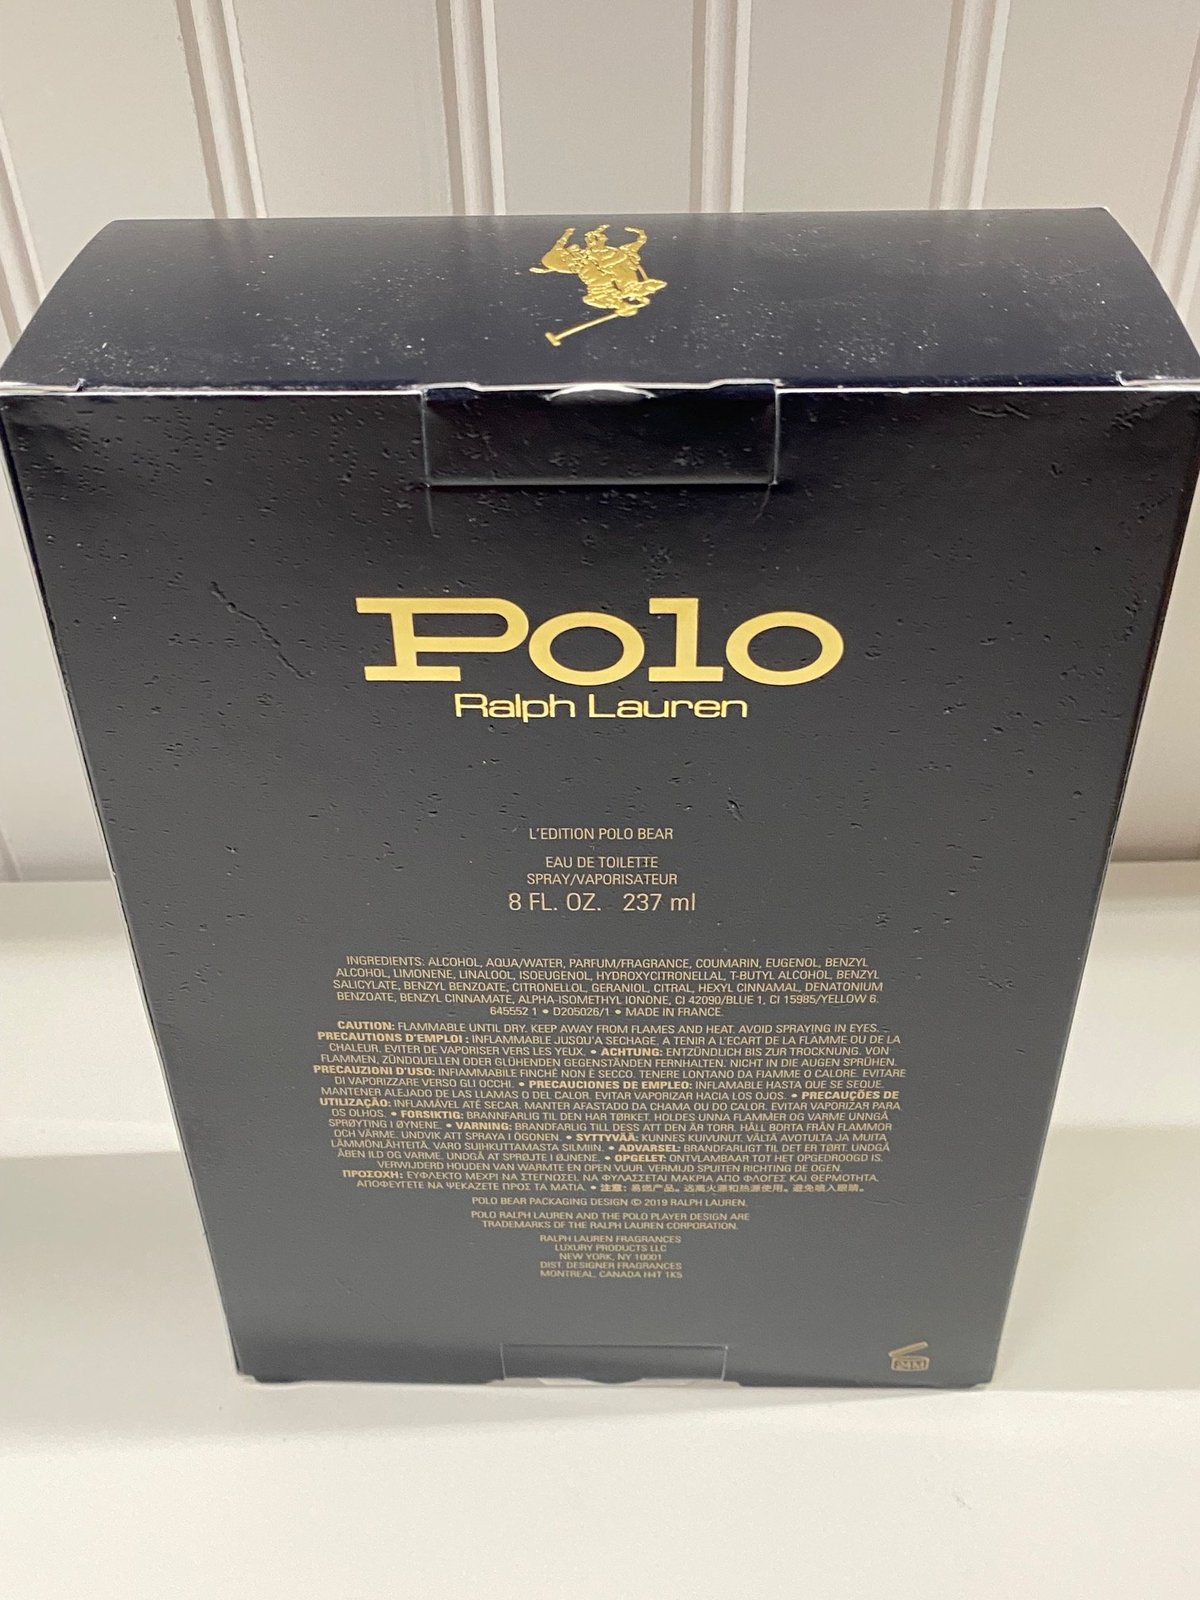 Polo
Ralph Lauren
L'EDITION POLO BEAR
EAU DE TOILETTE
SPRAY/VAPORISATEUR
8 FL. OZ. 237 ml
INGREDIENTS: ALCOHOL, AQUA/WATER, PARFUM/FRAGRANCE, COUMARIN, EUGENOL, BENZYL
ALCOHOL, LIMONENE, LINALOOL, ISOEUGENOL, HYDROXYCITRONELLAL, T-BUTYL ALCOHOL, BENZYL
SALICYLATE, BENZYL BENZOATE, CITRONELLOL, GERANIOL, CITRAL, HEXYL CINNAMAL, DENATONIUM
BENZOATE, BENZYL CINNAMATE, ALPHA-ISOMETHYL IONONE, CI 42090/BLUE 1, CI 15985/YELLOW 6.
645552 1 • D205026/1 • MADE IN FRANCE.
CAUTION: FLAMMABLE UNTIL DRY. KEEP AWAY FROM FLAMES AND HEAT. AVOID SPRAYING IN EYES.
PRECAUTIONS D'EMPLOI : INFLAMMABLE JUSQU'A SECHAGE, A TENIR A L'ECART DE LA FLAMME OU DE LA
CHALEUR. EVITER DE VAPORISER VERS LES YEUX. • ACHTUNG: ENTZÜNDLICH BIS ZUR TROCKNUNG. VON
FLAMMEN, ZÜNDQUELLEN ODER GLÜHENDEN GEGENSTÄNDEN FERNHALTEN. NICHT IN DIE AUGEN SPRÜHEN.
PRECAUZIONI D'USO: INFIAMMABILE FINCHÉ NON È SECCO. TENERE LONTANO DA FIAMME O CALORE. EVITARE
DI VAPORIZZARE VERSO GLI OCCHI. • PRECAUCIONES DE EMPLEO: INFLAMABLE HASTA QUE SE SEQUE.
MANTENER ALEJADO DE LAS LLAMAS O DEL CALOR. EVITAR VAPORIZAR HACIA LOS OJOS. • PRECAUÇÕES DE
UTILIZAÇÃO: INFLAMÁVEL ATÉ SECAR. MANTER AFASTADO DA CHAMA OU DO CALOR. EVITAR VAPORIZAR PARA
OS OLHOS. • FORSIKTIG: BRANNFARLIG TIL DEN HAR TØRKET. HOLDES UNNA FLAMMER OG VARME UNNGÅ
SPRØYTING I ØYNENE. • VARNING: BRANDFARLIG TILL DESS ATT DEN ÄR TORR. HÅLL BORTA FRÅN FLAMMOR
OCH VÄRME. UNDVIK ATT SPRAYA I ÖGONEN. • SYTTYVÄÄ: KUNNES KUIVUNUT. VÄLTÄ AVOTULTA JA MUITA
LÄMMÖNLÄHTEITÄ. VARO SUIHKUTTAMASTA SILMIIN. • ADVARSEL: BRANDFARLIGT TIL DET ER TØRT. UNDGÅ
ÅBEN ILD OG VARME. UNDGÅ AT SPRØJTE I ØJNENE. • OPGELET: ONTVLAMBAAR TOT HET OPGEDROOGD IS.
VERWIJDERD HOUDEN VAN WARMTE EN OPEN VUUR. VERMIJD SPUITEN RICHTING DE OGEN.
ΠΡΟΣΟΧΗ: ΕΥΦΛΕΚΤΟ ΜΕΧΡΙ ΝΑ ΣΤΕΓΝΩΣΕΙ. ΝΑ ΦΥΛΑΣΣΕΤΑΙ ΜΑΚΡΙΑ ΑΠΟ ΦΛΟΓΕΣ ΚΑΙ ΘΕΡΜΟΤΗΤΑ.
ΑΠΟΦΕΥΓΕΤΕ ΝΑ ΨΕΚΑΖΕΤΕ ΠΡΟΣ ΤΑ ΜΑΤΙΑ. • 注意: 易燃产品。远离火源和热源使用。避免喷入眼睛。
POLO BEAR PACKAGING DESIGN © 2019 RALPH LAUREN.
POLO RALPH LAUREN AND THE POLO PLAYER DESIGN ARE
TRADEMARKS OF THE RALPH LAUREN CORPORATION.
RALPH LAUREN FRAGRANCES
LUXURY PRODUCTS LLC
NEW YORK, NY 10001
DIST. DESIGNER FRAGRANCES
MONTREAL, CANADA H4T 1K5